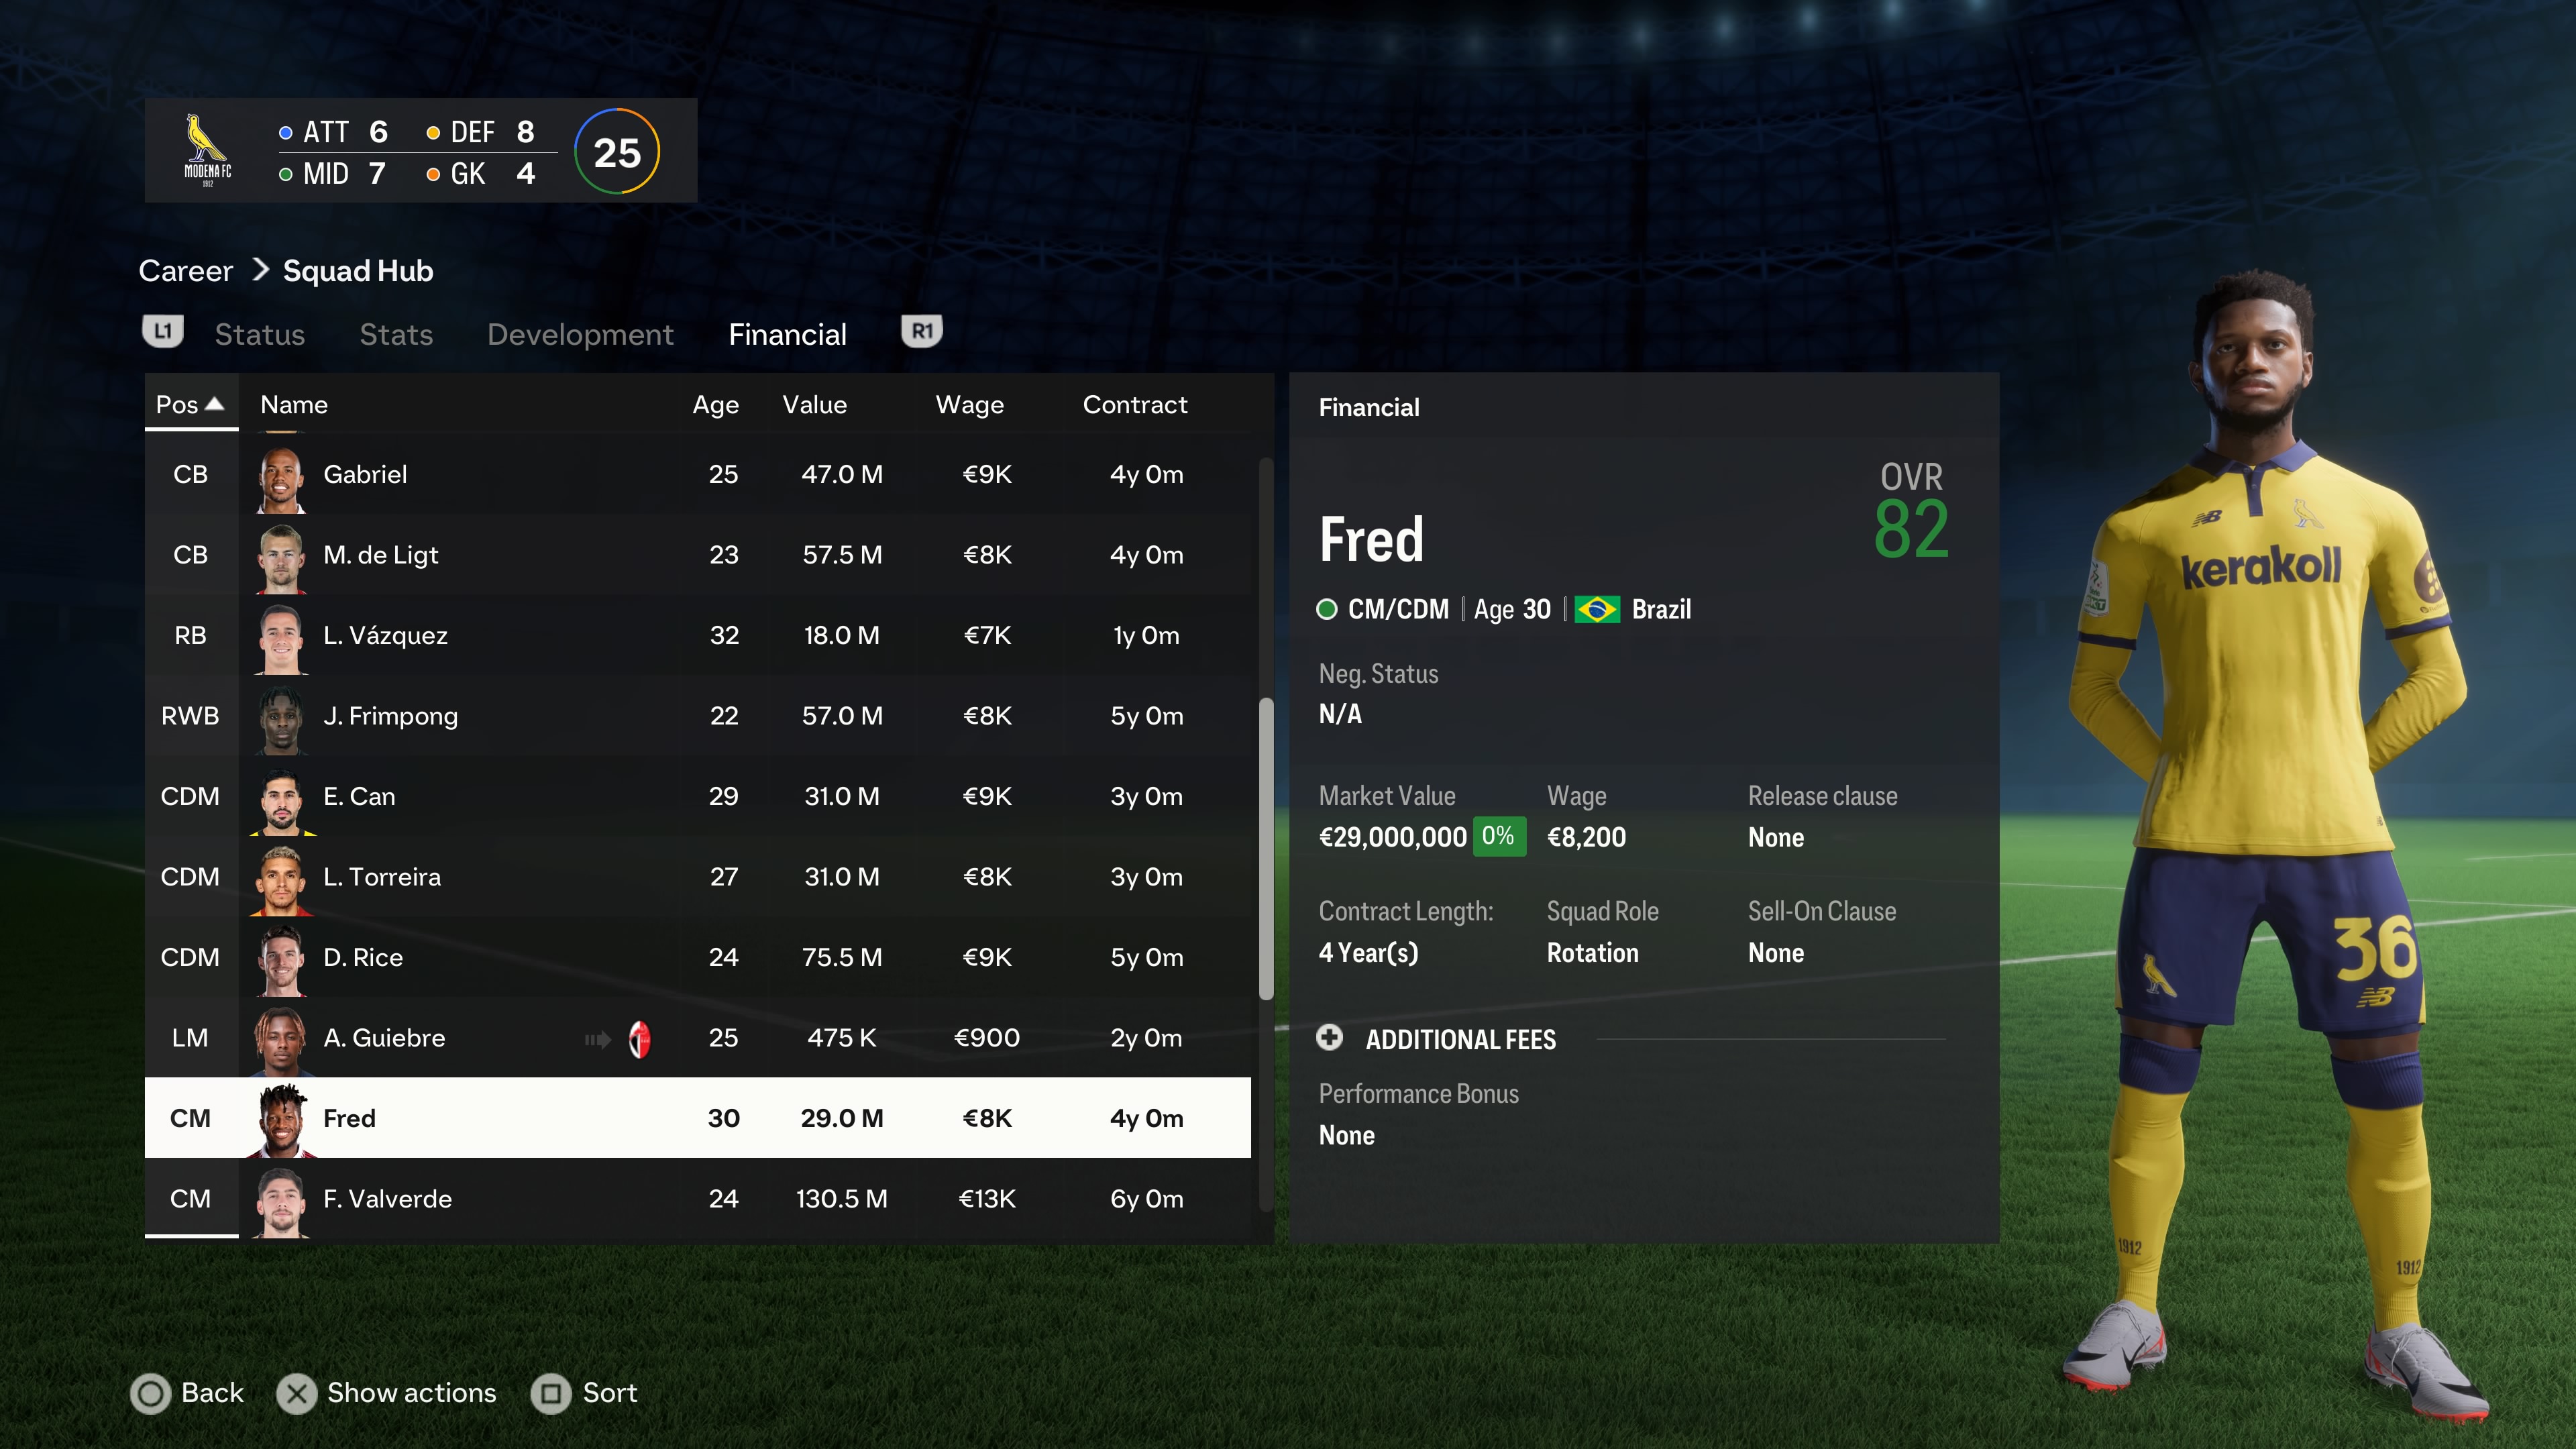 ATT 6 DEF 8
MID 7 GK 4
25
MODENA FC
1912
Career > Squad Hub
L1 Status Stats Development Financial R1
Pos Name Age Value Wage Contract
CB Gabriel 25 47.0 M €9K 4y 0m
CB M. de Ligt 23 57.5 M €8K 4y 0m
RB L. Vázquez 32 18.0 M €7K 1y 0m
RWB J. Frimpong 22 57.0 M €8K 5y 0m
CDM E. Can 29 31.0 M €9K 3y 0m
CDM L. Torreira 27 31.0 M €8K 3y 0m
CDM D. Rice 24 75.5 M €9K 5y 0m
LM A. Guiebre 25 475 K €900 2y 0m
CM Fred 30 29.0 M €8K 4y 0m
CM F. Valverde 24 130.5 M €13K 6y 0m
Financial
OVR
82
Fred
CM/CDM | Age 30 | Brazil
Neg. Status
N/A
Market Value Wage Release clause
€29,000,000 0% €8,200 None
Contract Length: Squad Role Sell-On Clause
4 Year(s) Rotation None
ADDITIONAL FEES
Performance Bonus
None
NB
kerakoll
36
NB
1912
1912
Back Show actions Sort